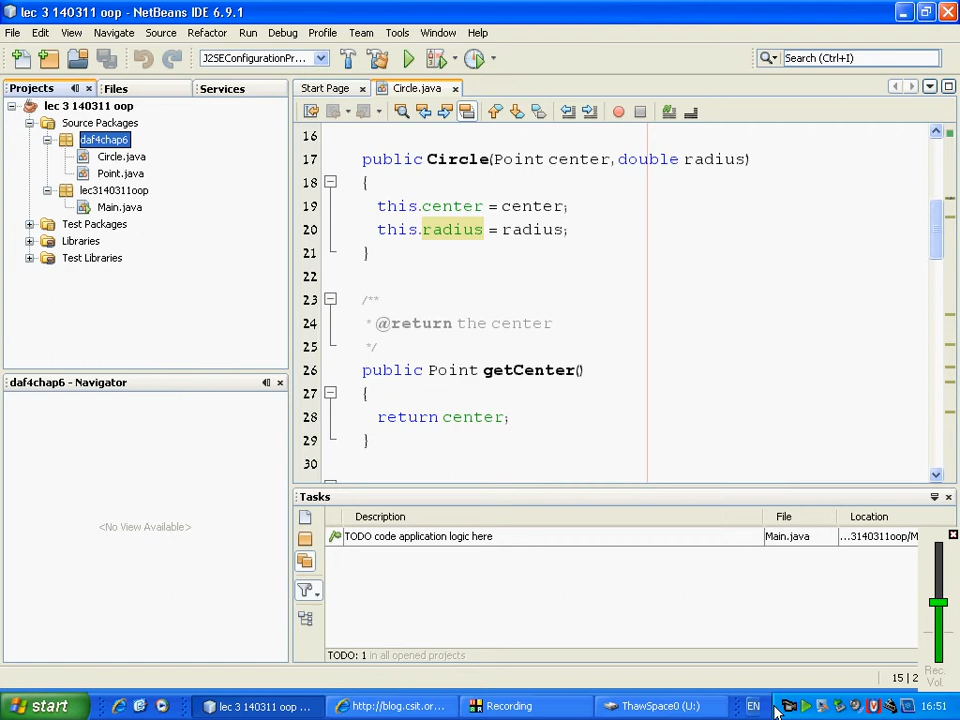 lec 3 140311 oop - NetBeans IDE 6.9.1
File Edit View Navigate Source Refactor Run Debug Profile Team Tools Window Help
J2SEConfigurationPr...
Search (Ctrl+I)
Projects Files Services
Start Page Circle.java
lec 3 140311 oop
Source Packages
daf4chap6
Circle.java
Point.java
lec3140311oop
Main.java
Test Packages
Libraries
Test Libraries
16
17 public Circle(Point center, double radius)
18 {
19 this.center = center;
20 this.radius = radius;
21 }
22
23 /**
24 * @return the center
25 */
26 public Point getCenter()
27 {
28 return center;
29 }
30
daf4chap6 - Navigator
<No View Available>
Tasks
Description File Location
TODO code application logic here Main.java ...3140311oop/M
TODO: 1 in all opened projects
Rec.
Vol.
15 | 2
start lec 3 140311 oop ... http://blog.csit.or... Recording ThawSpace0 (U:) EN 16:51